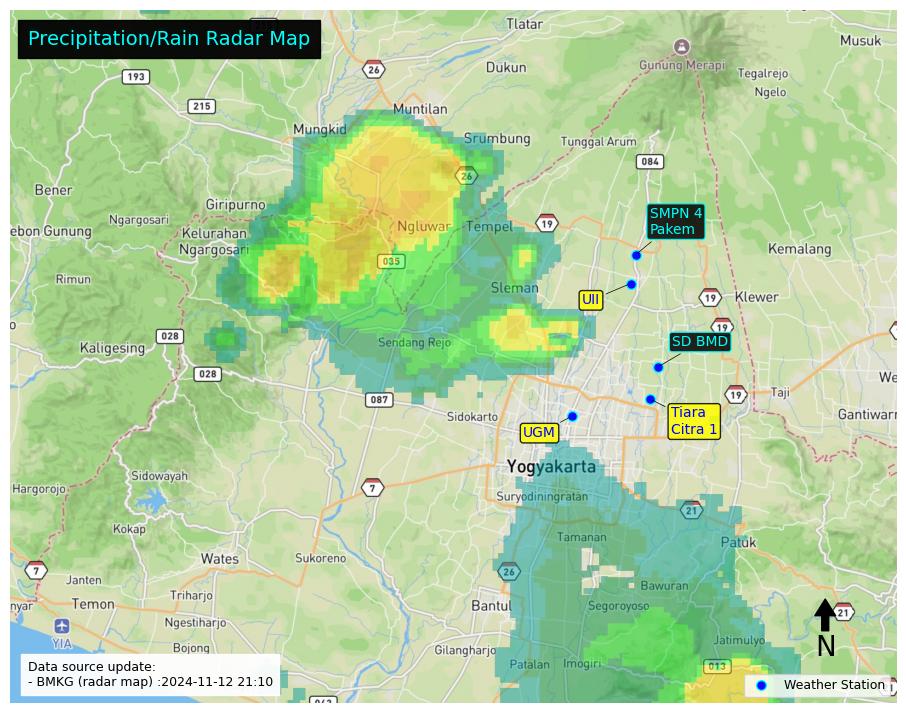 Precipitation/Rain Radar Map
Tlatar
Musuk
26
193
Dukun
Gunung Merapi
Tegalrejo
Ngelo
215
Muntilan
Mungkid
Srumbung
Tunggal Arum
084
26
Bener
Giripurno
SMPN 4
Pakem
Ngargosari
ebon Gunung
Kelurahan
Ngargosari
Ngluwar
Tempel
19
Kemalang
035
Rimun
Sleman
UII
19
Klewer
19
028
Kaligesing
Sendang Rejo
SD BMD
028
087
19
Taji
We
Sidokarto
Tiara
Citra 1
Gantiwarn
UGM
Yogyakarta
Sidowayah
Hargorojo
7
Suryodiningratan
21
Kokap
Tamanan
Patuk
Wates
Sukoreno
7
26
Janten
Bawuran
Triharjo
nyar
Temon
Bantul
Segoroyoso
21
Ngestiharjo
YIA
N
Bojong
Gilangharjo
Jatimulyo
Patalan
Imogiri
013
Data source update:
- BMKG (radar map) :2024-11-12 21:10
Weather Station